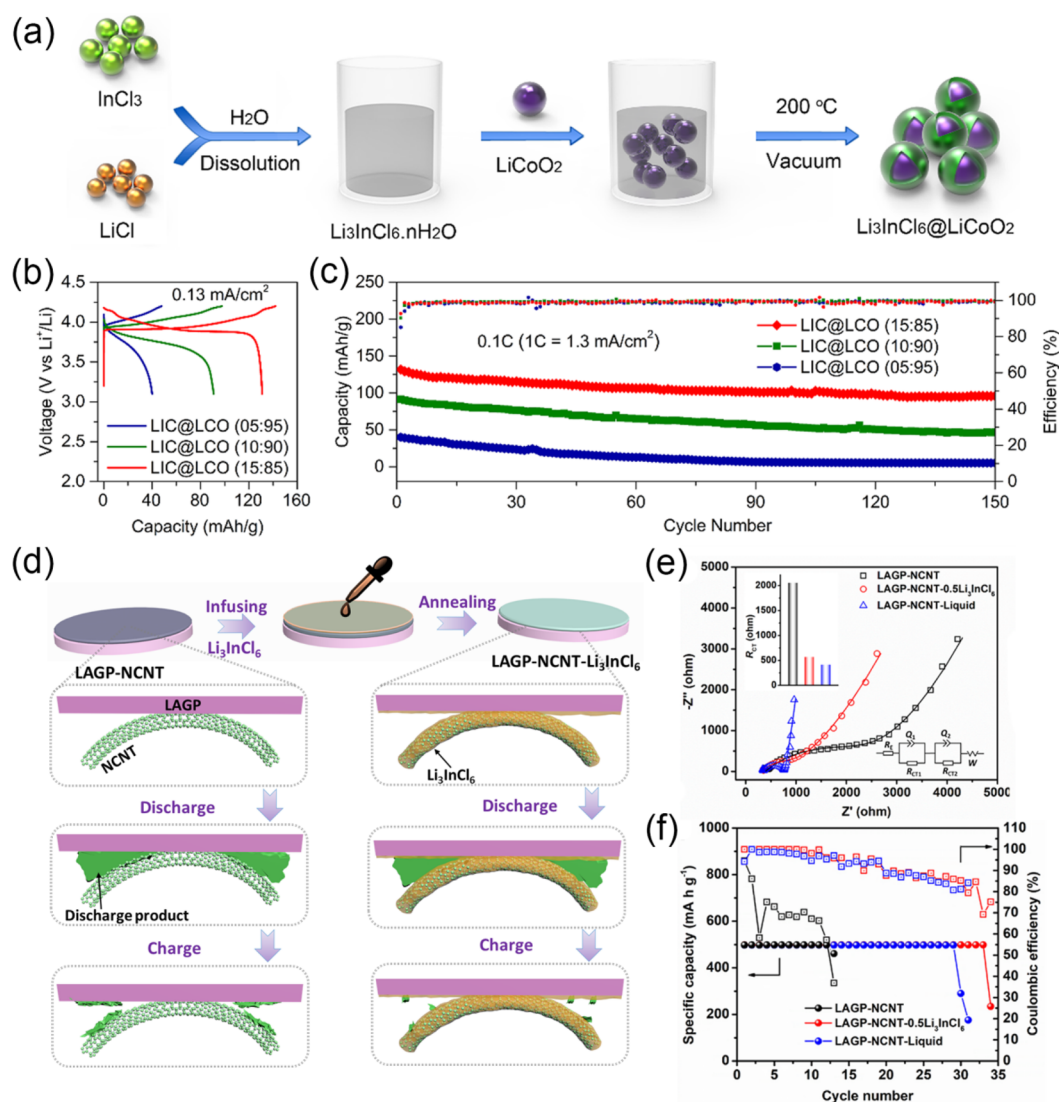 (a)
InCl3
LiCl
H2O
Dissolution
Li3InCl6.nH2O
LiCoO2
200 °C
Vacuum
Li3InCl6@LiCoO2
(b)
Voltage (V vs Li+/Li)
4.5
4.0
3.5
3.0
2.5
2.0
0.13 mA/cm2
LIC@LCO (05:95)
LIC@LCO (10:90)
LIC@LCO (15:85)
0 40 80 120 160
Capacity (mAh/g)
(c)
Capacity (mAh/g)
250
200
150
100
50
0
0.1C (1C = 1.3 mA/cm2)
LIC@LCO (15:85)
LIC@LCO (10:90)
LIC@LCO (05:95)
100
80
60
40
20
0
Efficiency (%)
0 30 60 90 120 150
Cycle Number
(d)
Infusing
Li3InCl6
Annealing
LAGP-NCNT
LAGP-NCNT-Li3InCl6
LAGP
NCNT
Li3InCl6
Discharge
Discharge
Discharge product
Charge
Charge
(e)
-Z'' (ohm)
5000
4000
3000
2000
1000
0
RCT (ohm)
2000
1500
1000
500
0
LAGP-NCNT
LAGP-NCNT-0.5Li3InCl6
LAGP-NCNT-Liquid
Q1
Q2
RCT1
RCT2
W
0 1000 2000 3000 4000 5000
Z' (ohm)
(f)
Specific capacity (mA h g-1)
1000
800
600
400
200
0
LAGP-NCNT
LAGP-NCNT-0.5Li3InCl6
LAGP-NCNT-Liquid
110
100
90
80
70
60
50
40
30
20
10
0
Coulombic efficiency (%)
0 5 10 15 20 25 30 35
Cycle number